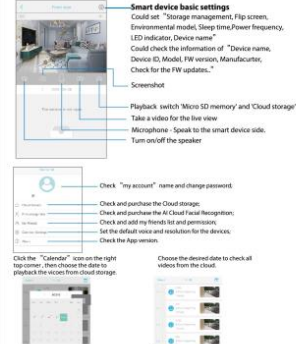 Smart device basic settings
Could set "Storage management, Flip screen,
Environmental model, Sleep time,Power frequency,
LED indicator, Device name"
Could check the information of "Device name,
Device ID, Model, FW version, Manufacurter,
Check for the FW updates.."
Screenshot
Playback switch 'Micro SD memory' and 'Cloud storage'
Take a video for the live view
Microphone - Speak to the smart device side.
Turn on/off the speaker
Check "my account" name and change password;
Check and purchase the Cloud storage;
Check and purchase the AI Cloud Facial Recognition;
Check and add my friends list and permission;
Set the default voice and resolution for the devices;
Check the App version.
Click the "Calendar" icon on the right
top corner , then choose the date to
playback the vicoes from cloud storage.
Choose the desired date to check all
videos from the cloud.